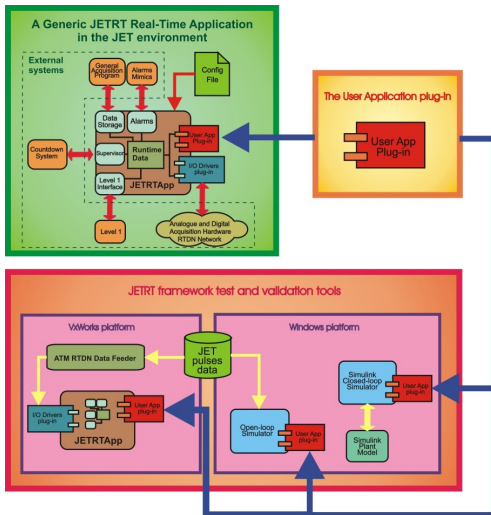 A Generic JETRT Real-Time Application
in the JET environment
External
systems
General
Acquisition
Program
Alarms
Mimics
Config
File
Data
Storage
Alarms
User App
Plug-in
Countdown
System
Supervisor
Runtime
Data
I/O Drivers
plug-in
Level 1
Interface
JETRTApp
Level 1
Analogue and Digital
Acquisition Hardware
RTDN Network
The User Application plug-in
User App
Plug-in
JETRT framework test and validation tools
VxWorks platform
Windows platform
JET
pulses
data
ATM RTDN Data Feeder
Simulink
Closed-loop
Simulator
User App
plug-in
I/O Drivers
plug-in
User App
plug-in
JETRTApp
Open-loop
Simulator
User App
plug-in
Simulink
Plant
Model